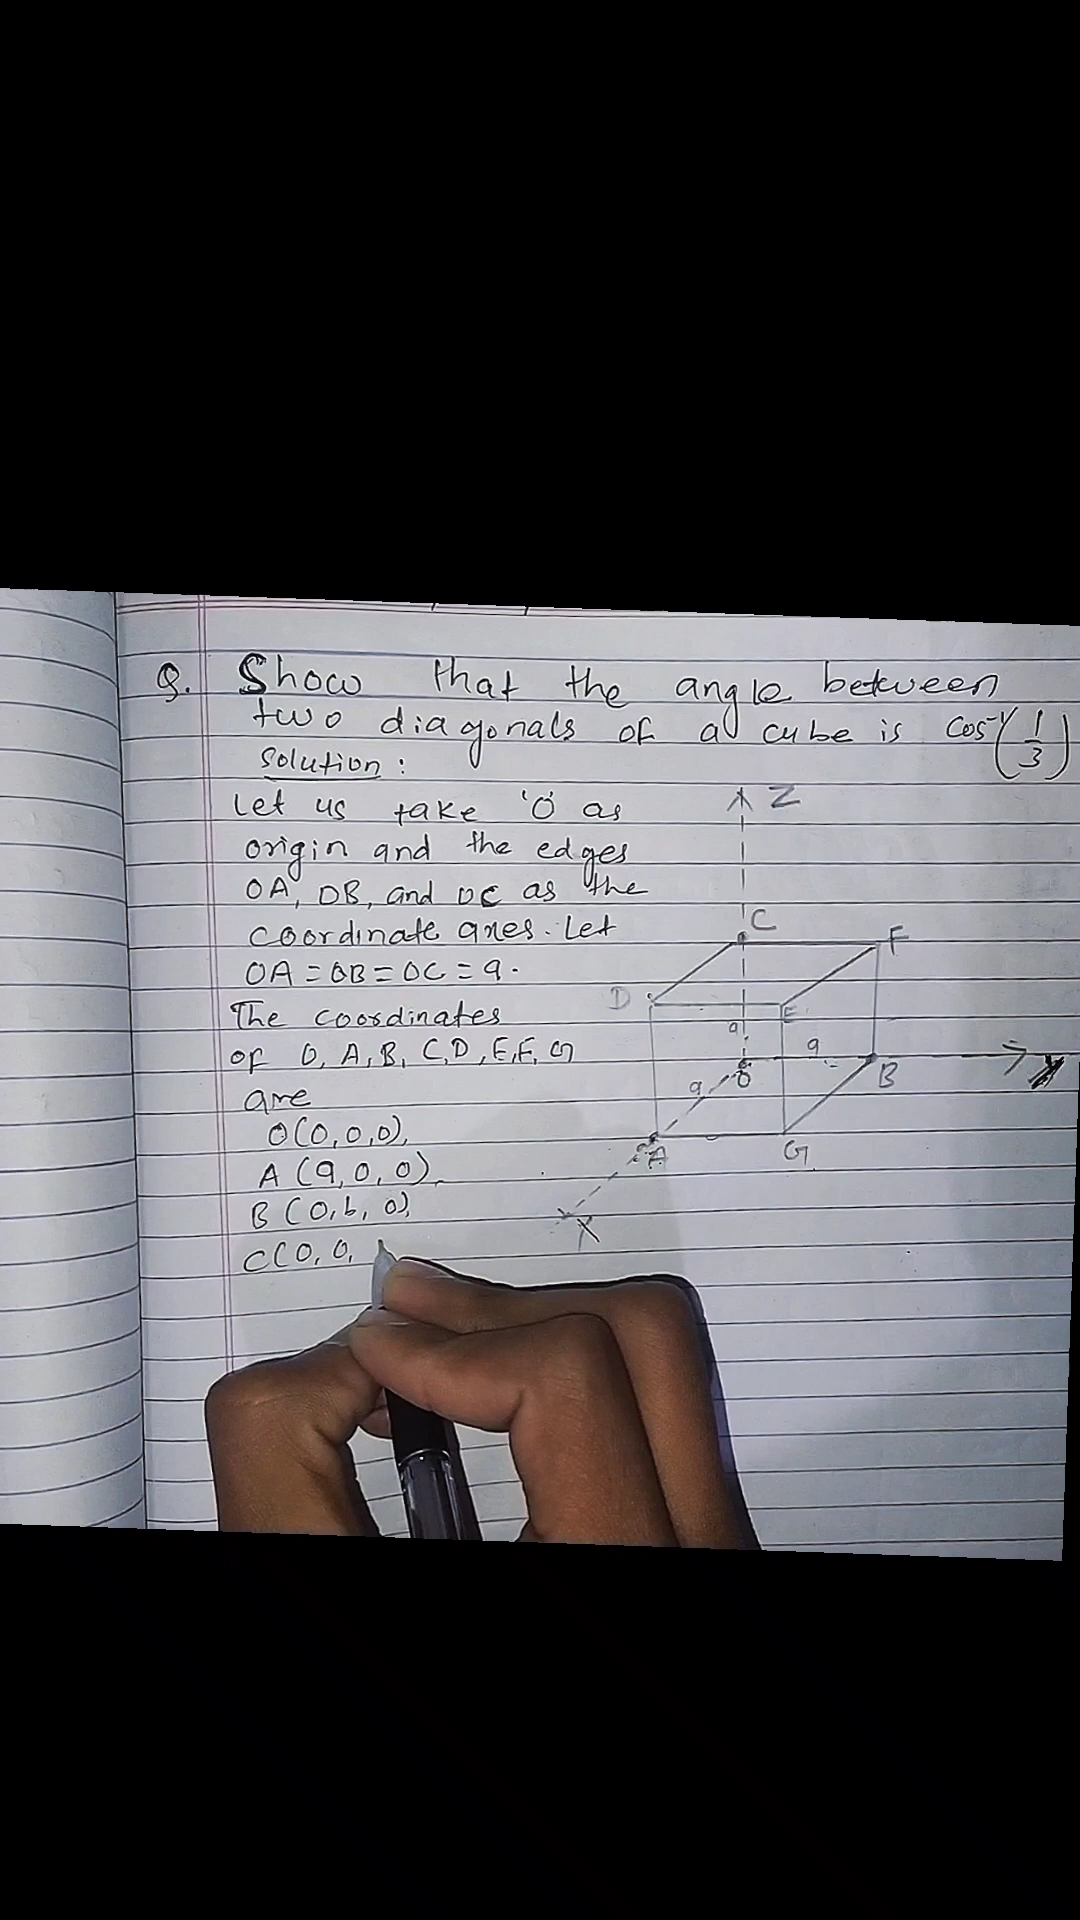 Q. Show that the angle between
two diagonals of a cube is cos⁻¹(1/3)
Solution:
Let us take 'O' as
origin and the edges
OA, OB, and OC as the
coordinate axes. Let
OA = OB = OC = a.
The coordinates
of O, A, B, C, D, E, F, G
are
O(0,0,0),
A (a, 0, 0),
B (0, b, 0),
C(0, 0,
Z
C
F
D
E
a
a
O
B
Y
a
A
G
X